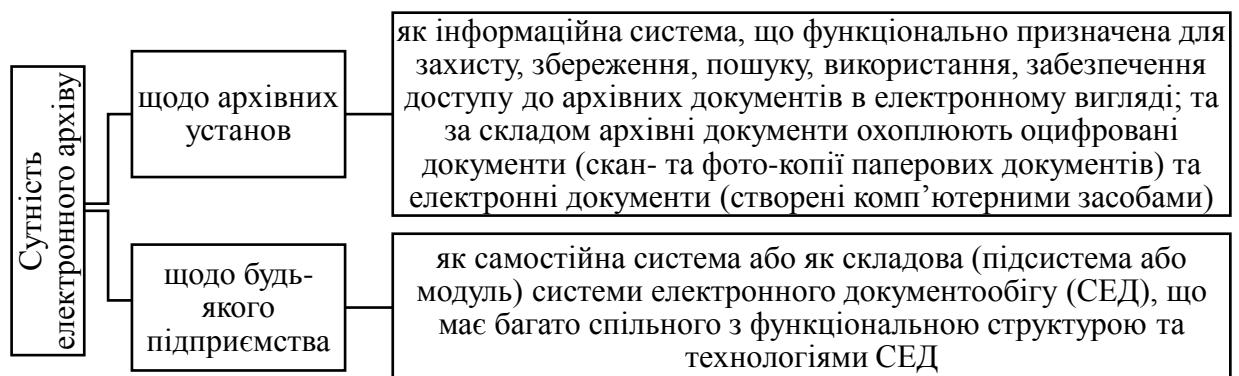 Сутність
електронного архіву
щодо архівних
установ
як інформаційна система, що функціонально призначена для
захисту, збереження, пошуку, використання, забезпечення
доступу до архівних документів в електронному вигляді; та
за складом архівні документи охоплюють оцифровані
документи (скан- та фото-копії паперових документів) та
електронні документи (створені комп’ютерними засобами)
щодо будь-
якого
підприємства
як самостійна система або як складова (підсистема або
модуль) системи електронного документообігу (СЕД), що
має багато спільного з функціональною структурою та
технологіями СЕД